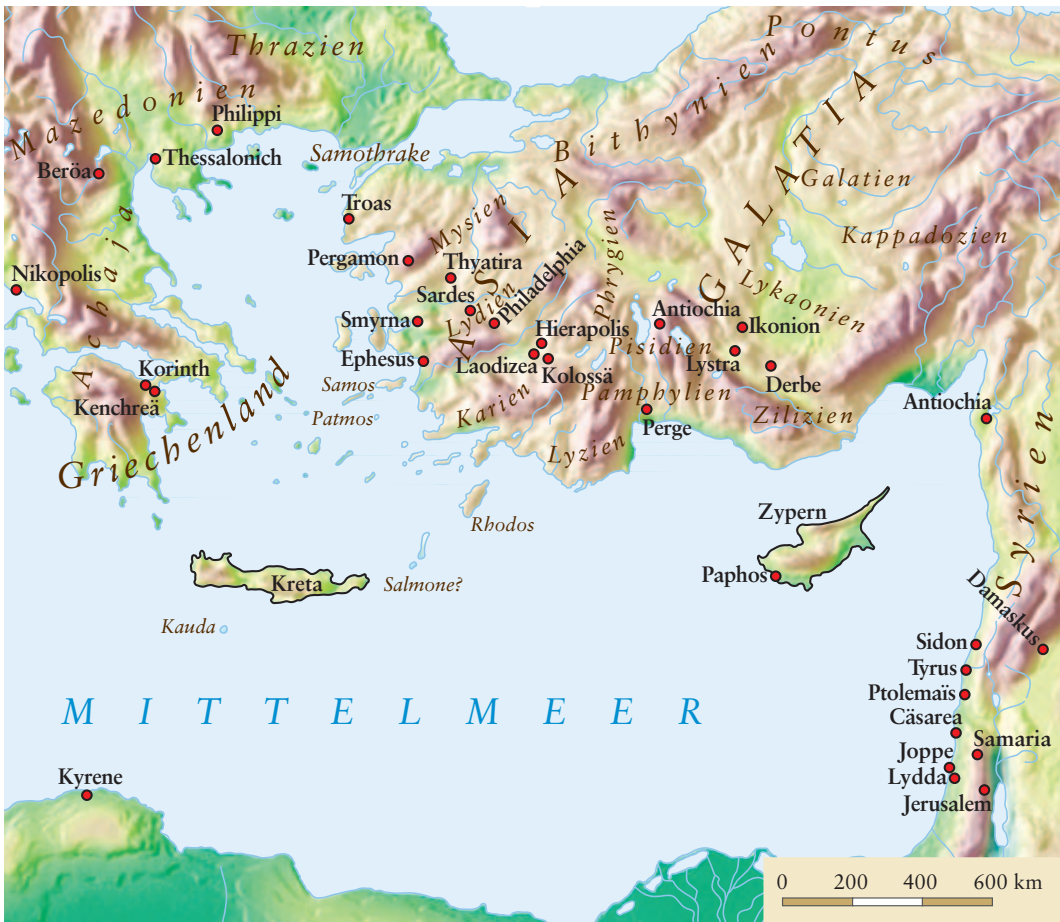 Thrazien
Pontus
Mazedonien
Philippi
Bithynien
Thessalonich
Samothrake
Beröa
GALATIA
Galatien
Troas
Mysien
ASIA
Achaja
Phrygien
Kappadozien
Pergamon
Thyatira
Philadelphia
Nikopolis
Sardes
Lydien
Lykaonien
Smyrna
Antiochia
Ikonion
Hierapolis
Pisidien
Ephesus
Laodizea
Kolossä
Lystra
Derbe
Korinth
Kenchreä
Samos
Karien
Pamphylien
Zilizien
Antiochia
Patmos
Perge
Griechenland
Lyzien
Syrien
Rhodos
Zypern
Kreta
Salmone?
Paphos
Damaskus
Kauda
Sidon
Tyrus
Ptolemaïs
MITTELMEER
Cäsarea
Samaria
Joppe
Kyrene
Lydda
Jerusalem
0 200 400 600 km